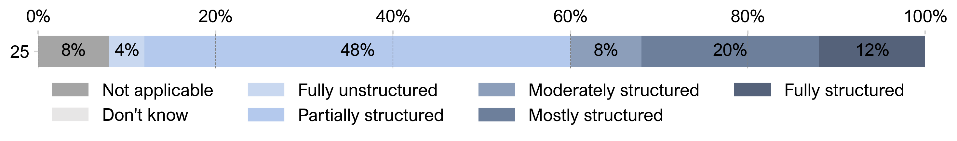 0% 20% 40% 60% 80% 100%
25 8% 4% 48% 8% 20% 12%
Not applicable Fully unstructured Moderately structured Fully structured
Don't know Partially structured Mostly structured